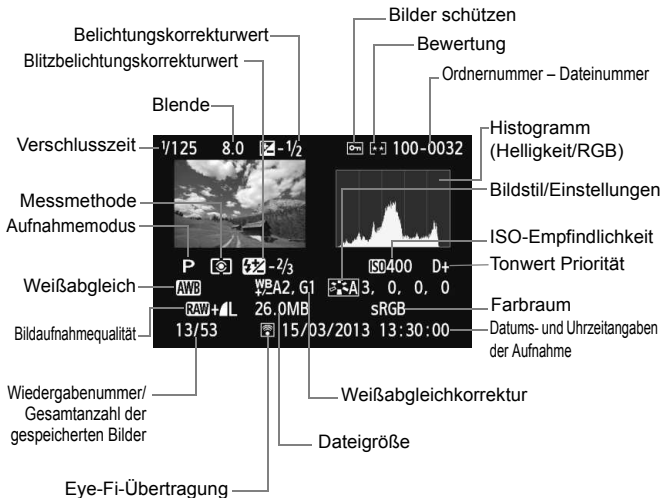 Bilder schützen
Belichtungskorrekturwert
Bewertung
Blitzbelichtungskorrekturwert
Ordnernummer – Dateinummer
Blende
Verschlusszeit
1/125 8.0 -1/2 100-0032
Histogramm
(Helligkeit/RGB)
Messmethode
Bildstil/Einstellungen
Aufnahmemodus
ISO-Empfindlichkeit
P -2/3 ISO400 D+
Tonwert Priorität
Weißabgleich
AWB WB A2, G1 A 3, 0, 0, 0
Bildaufnahmequalität
RAW+L 26.0MB sRGB
Farbraum
13/53 15/03/2013 13:30:00
Datums- und Uhrzeitangaben
der Aufnahme
Wiedergabenummer/
Gesamtanzahl der
gespeicherten Bilder
Weißabgleichkorrektur
Dateigröße
Eye-Fi-Übertragung